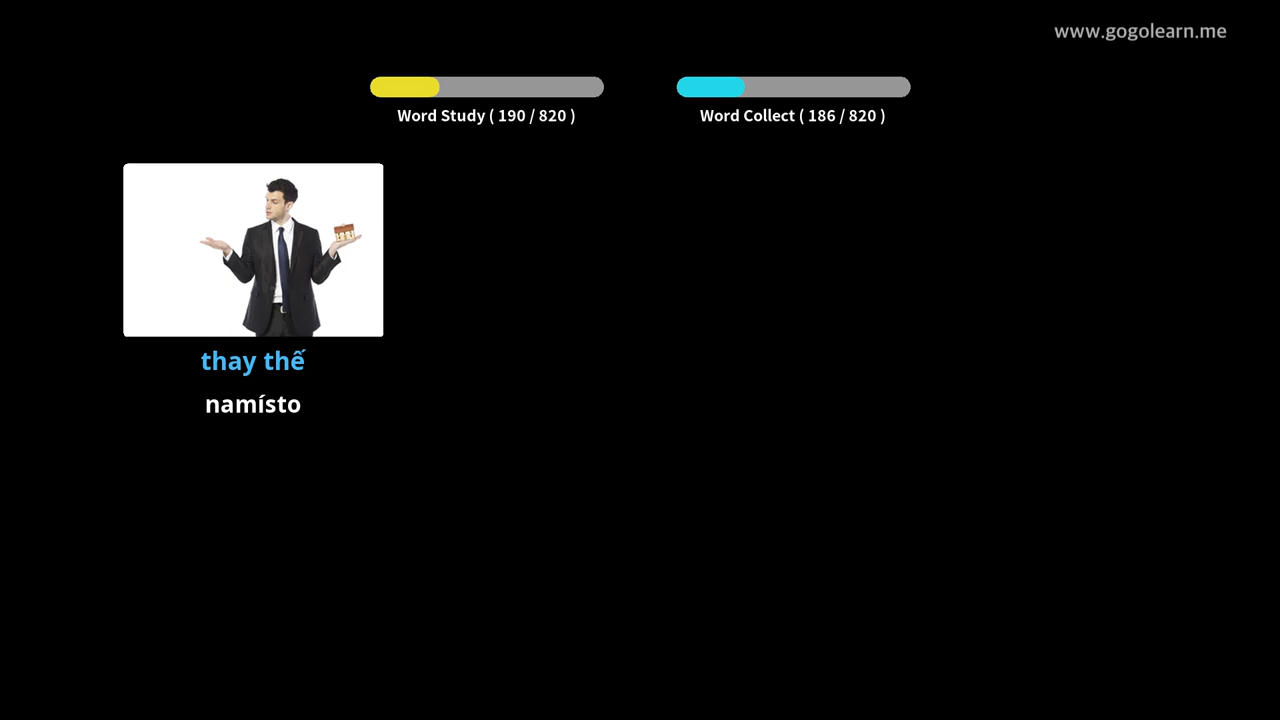 www.gogolearn.me
Word Study ( 190 / 820 )
Word Collect ( 186 / 820 )
thay thế
namísto